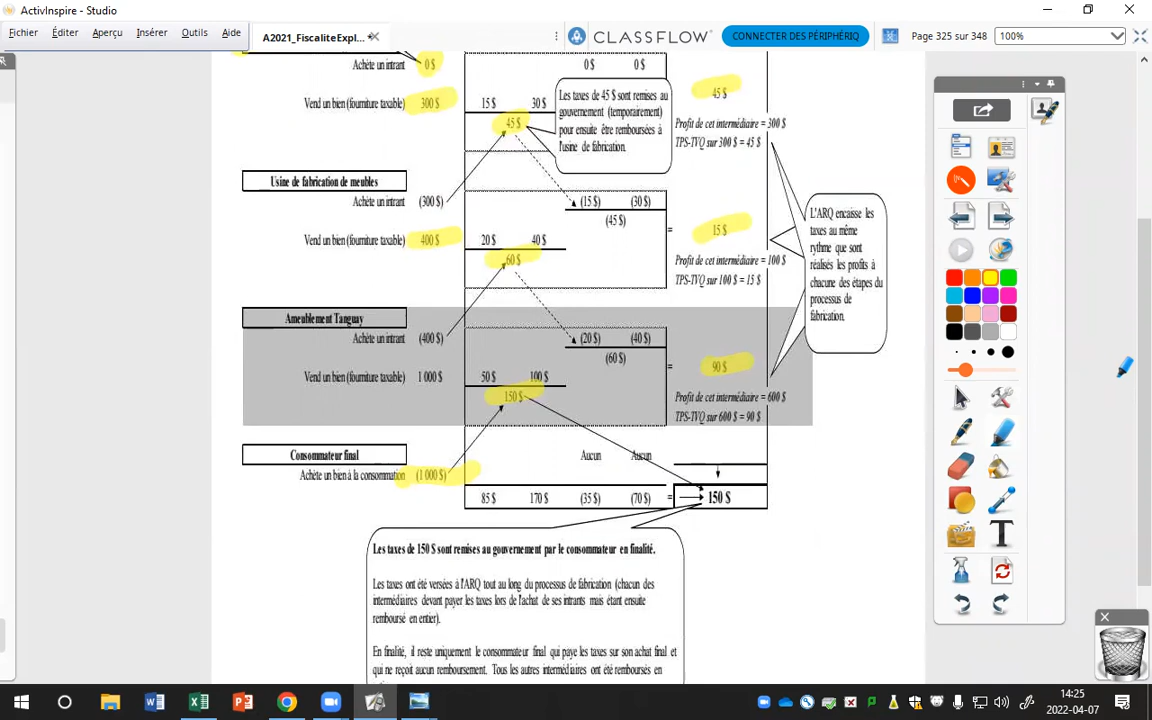 ActivInspire - Studio
Fichier Éditer Aperçu Insérer Outils Aide
A2021_FiscaliteExpl...
CLASSFLOW
CONNECTER DES PÉRIPHÉRIQ
Page 325 sur 348
100%
Achète un intrant 0 $ 0 $ 0 $
Vend un bien (fourniture taxable) 300 $ 15 $ 30 $
45 $
Les taxes de 45 $ sont remises au
gouvernement (temporairement)
pour ensuite être remboursées à
l'usine de fabrication.
45 $
Profit de cet intermédiaire = 300 $
TPS-TVQ sur 300 $ = 45 $
Usine de fabrication de meubles
Achète un intrant (300 $) (15 $) (30 $)
(45 $)
Vend un bien (fourniture taxable) 400 $ 20 $ 40 $
60 $
= 15 $
Profit de cet intermédiaire = 100 $
TPS-TVQ sur 100 $ = 15 $
L'ARQ encaisse les
taxes au même
rythme que sont
réalisés les profits à
chacune des étapes du
processus de
fabrication.
Ameublement Tanguay
Achète un intrant (400 $) (20 $) (40 $)
(60 $)
Vend un bien (fourniture taxable) 1 000 $ 50 $ 100 $
150 $
= 90 $
Profit de cet intermédiaire = 600 $
TPS-TVQ sur 600 $ = 90 $
Consommateur final
Aucun Aucun
Achète un bien à la consommation (1 000 $)
85 $ 170 $ (35 $) (70 $) = 150 $
Les taxes de 150 $ sont remises au gouvernement par le consommateur en finalité.
Les taxes ont été versées à l'ARQ tout au long du processus de fabrication (chacun des
intermédiaires devant payer les taxes lors de l'achat de ses intrants mais étant ensuite
remboursé en entier).
En finalité, il reste uniquement le consommateur final qui paye les taxes sur son achat final et
qui ne reçoit aucun remboursement. Tous les autres intermédiaires ont été remboursés en
14:25
2022-04-07